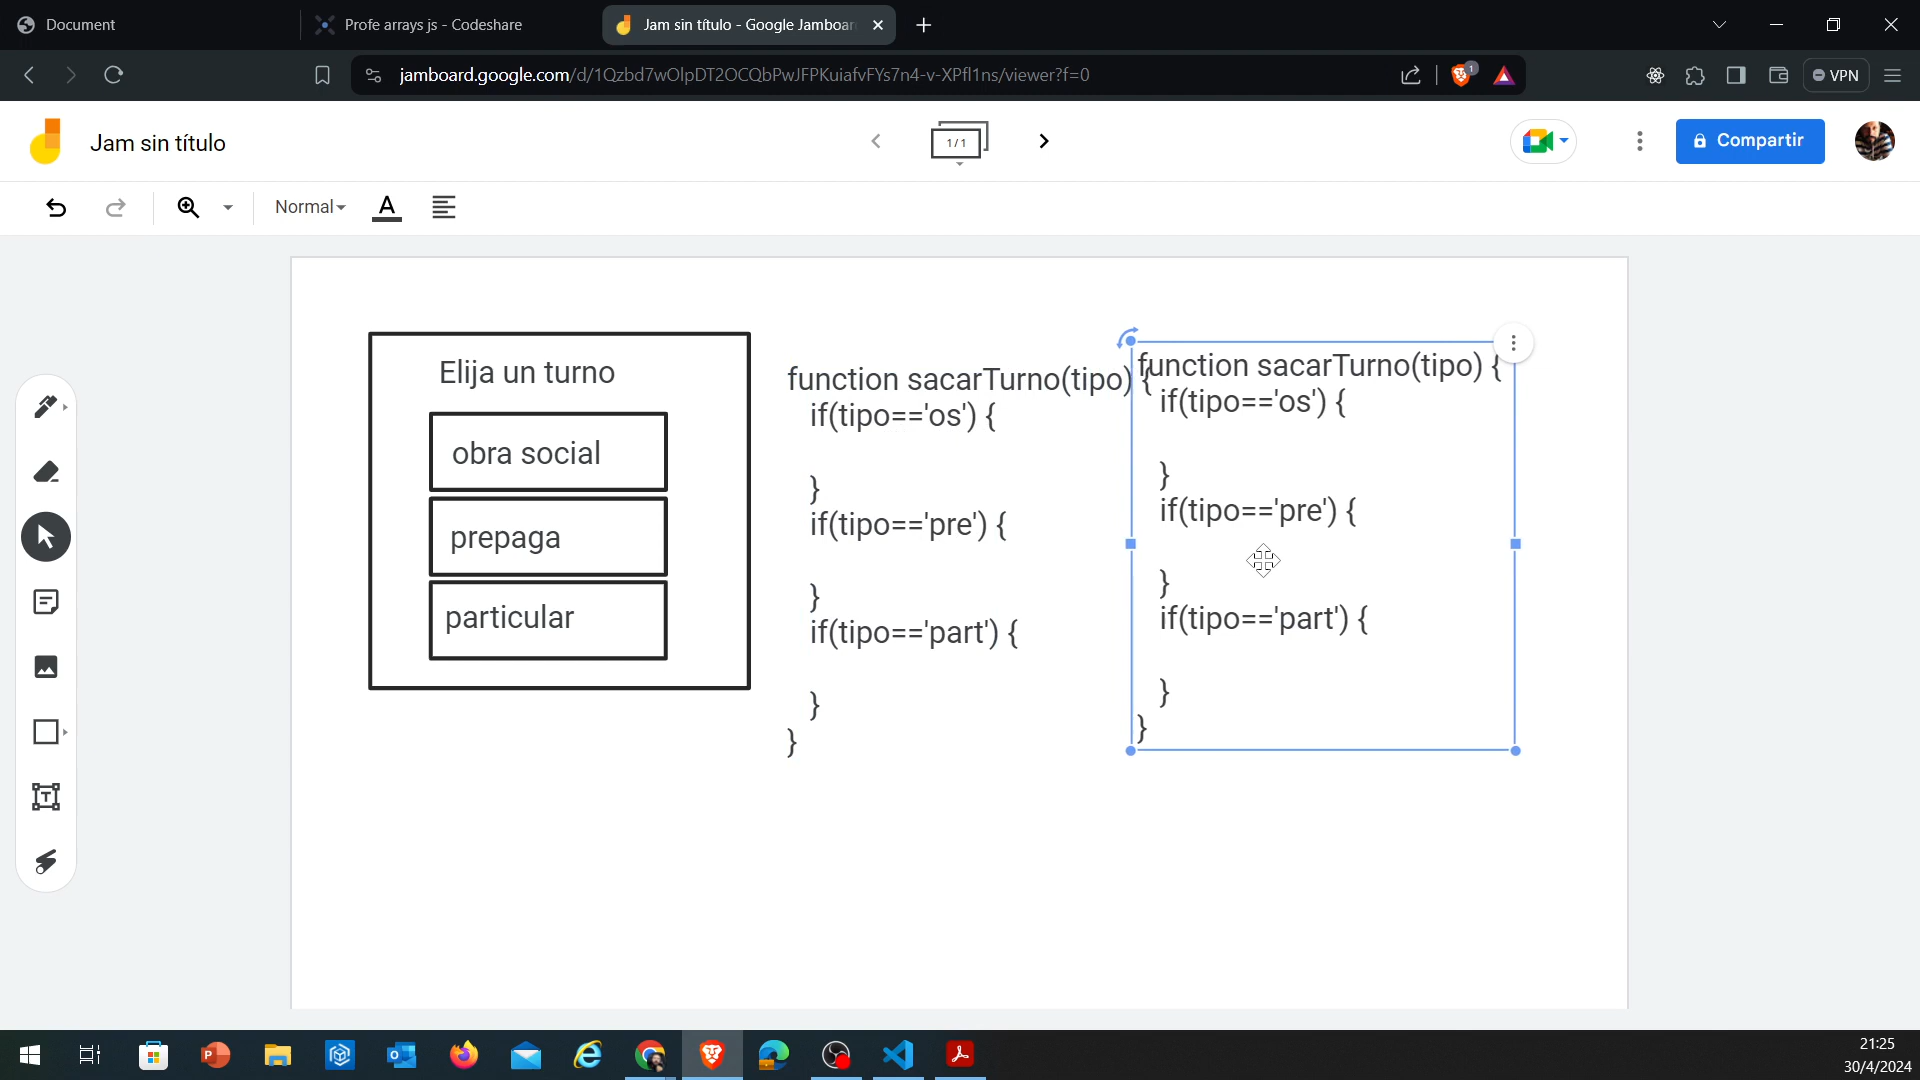 Document
Profe arrays js - Codeshare
Jam sin título - Google Jamboar
jamboard.google.com/d/1Qzbd7wOlpDT2OCQbPwJFPKuiafvFYs7n4-v-XPfl1ns/viewer?f=0
1
VPN
Jam sin título
1/1
Compartir
Normal
A
Elija un turno
obra social
prepaga
particular
function sacarTurno(tipo) {
if(tipo=='os') {
}
if(tipo=='pre') {
}
if(tipo=='part') {
}
}
function sacarTurno(tipo) {
if(tipo=='os') {
}
if(tipo=='pre') {
}
if(tipo=='part') {
}
}
21:25
30/4/2024